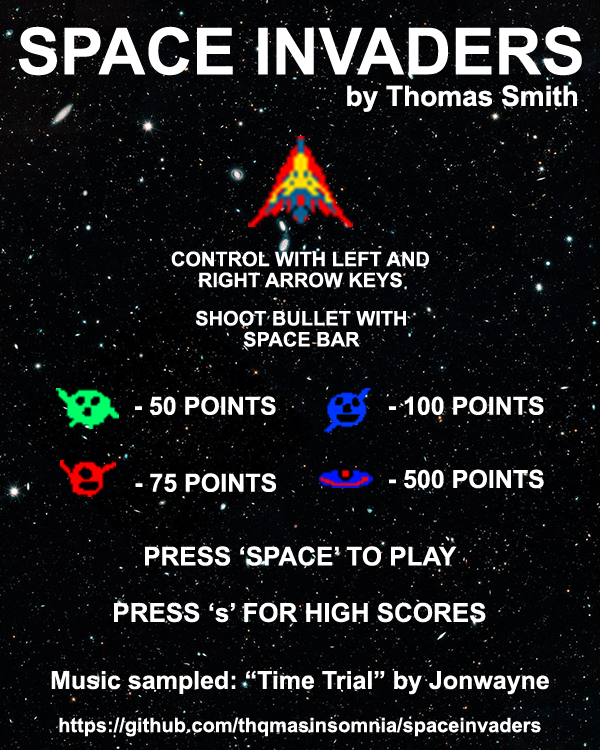 SPACE INVADERS
by Thomas Smith
CONTROL WITH LEFT AND
RIGHT ARROW KEYS
SHOOT BULLET WITH
SPACE BAR
- 50 POINTS
- 100 POINTS
- 75 POINTS
- 500 POINTS
PRESS ‘SPACE’ TO PLAY
PRESS ‘s’ FOR HIGH SCORES
Music sampled: “Time Trial” by Jonwayne
https://github.com/thqmasinsomnia/spaceinvaders